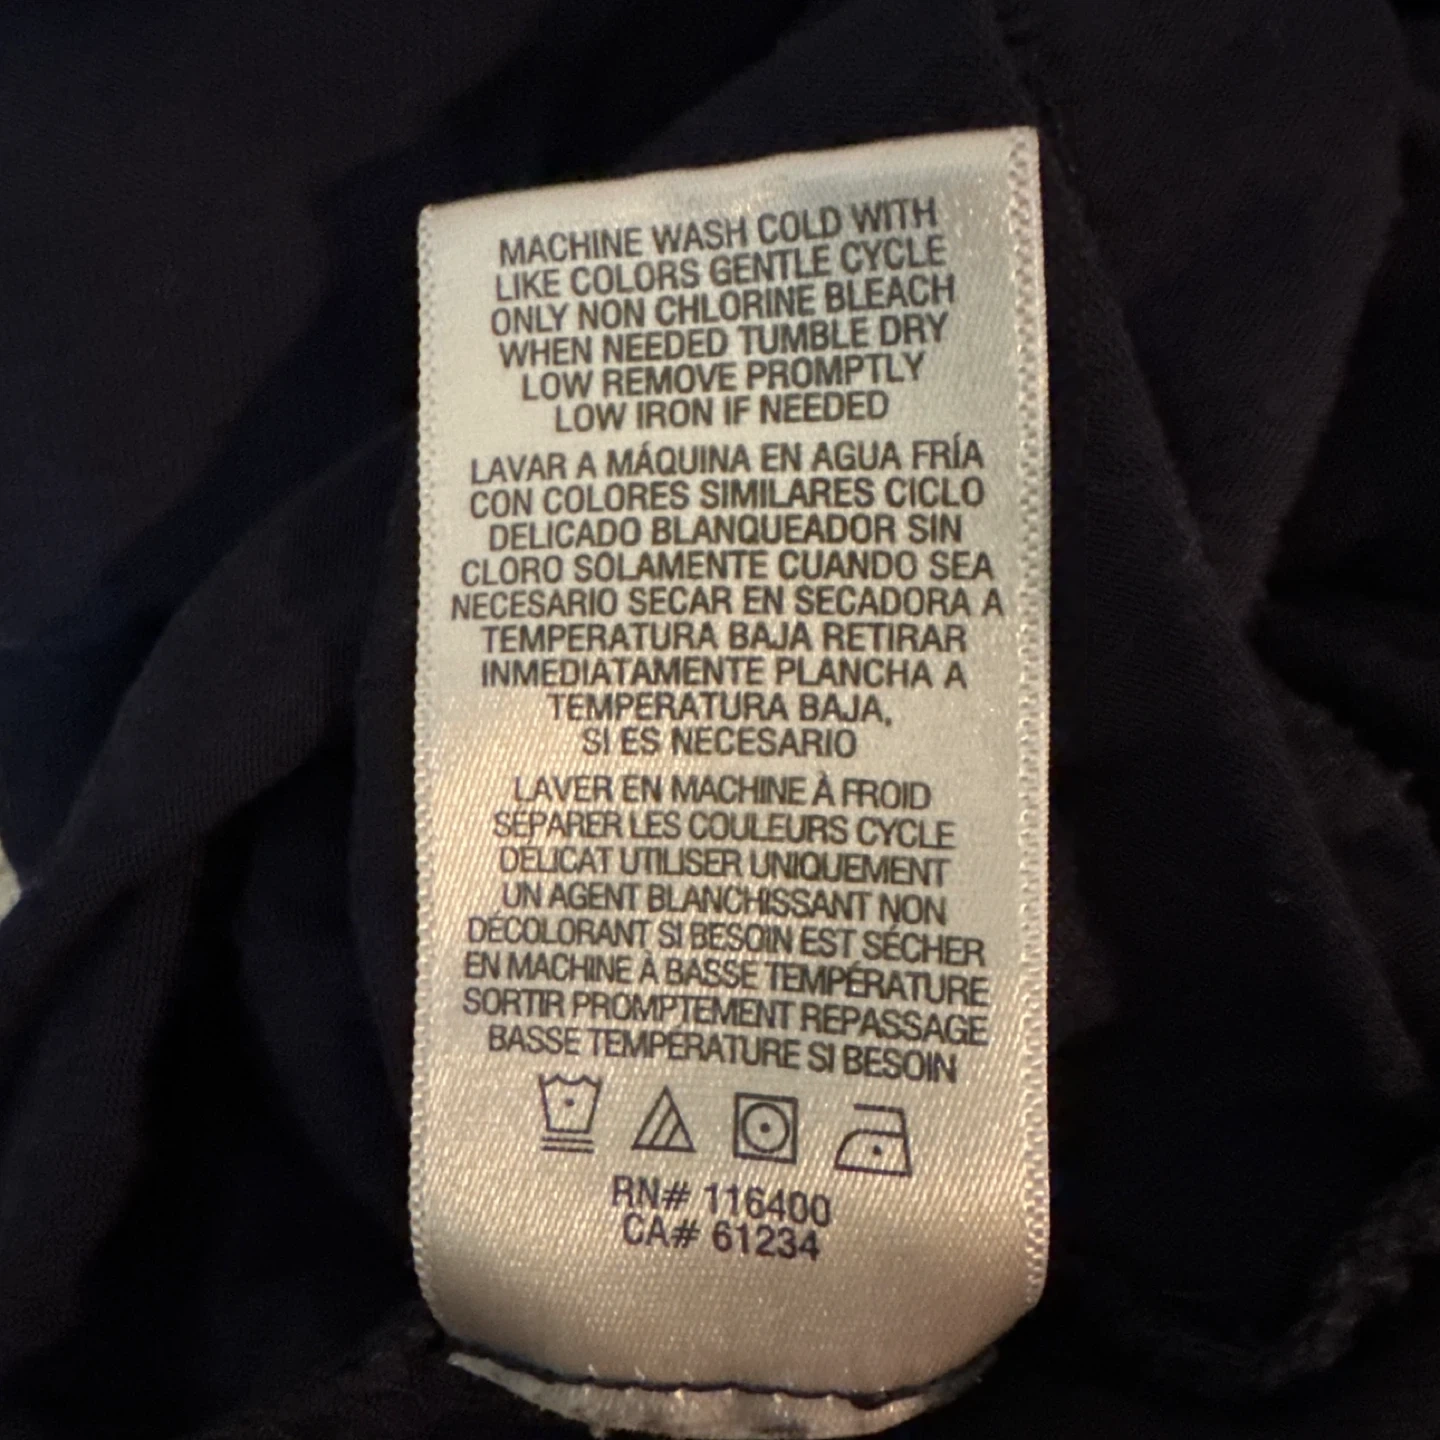 MACHINE WASH COLD WITH
LIKE COLORS GENTLE CYCLE
ONLY NON CHLORINE BLEACH
WHEN NEEDED TUMBLE DRY
LOW REMOVE PROMPTLY
LOW IRON IF NEEDED
LAVAR A MÁQUINA EN AGUA FRÍA
CON COLORES SIMILARES CICLO
DELICADO BLANQUEADOR SIN
CLORO SOLAMENTE CUANDO SEA
NECESARIO SECAR EN SECADORA A
TEMPERATURA BAJA RETIRAR
INMEDIATAMENTE PLANCHA A
TEMPERATURA BAJA,
SI ES NECESARIO
LAVER EN MACHINE À FROID
SÉPARER LES COULEURS CYCLE
DÉLICAT UTILISER UNIQUEMENT
UN AGENT BLANCHISSANT NON
DÉCOLORANT SI BESOIN EST SÉCHER
EN MACHINE À BASSE TEMPÉRATURE
SORTIR PROMPTEMENT REPASSAGE
BASSE TEMPÉRATURE SI BESOIN
RN# 116400
CA# 61234